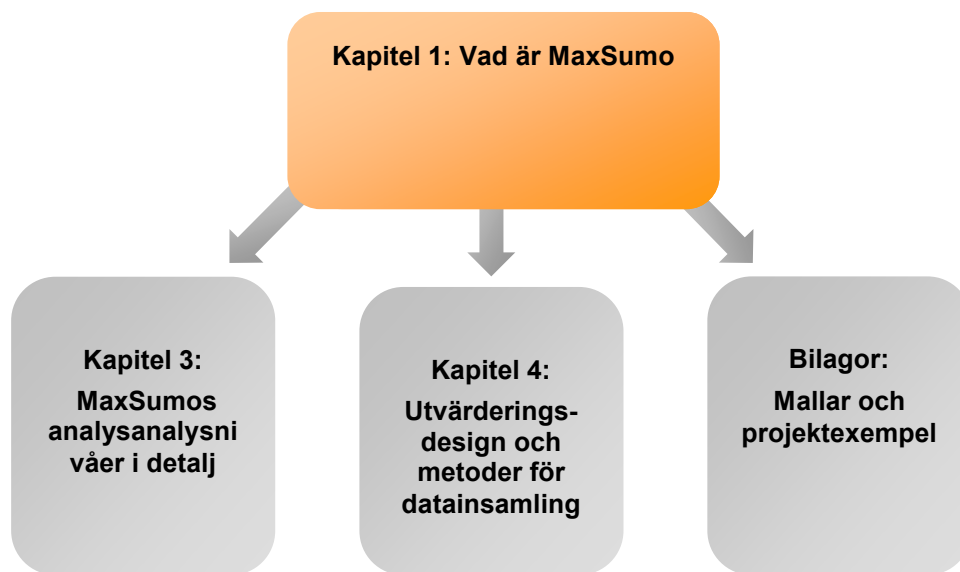 Kapitel 1: Vad är MaxSumo
Kapitel 3:
MaxSumos
analysanalysni
våer i detalj
Kapitel 4:
Utvärderings-
design och
metoder för
datainsamling
Bilagor:
Mallar och
projektexempel